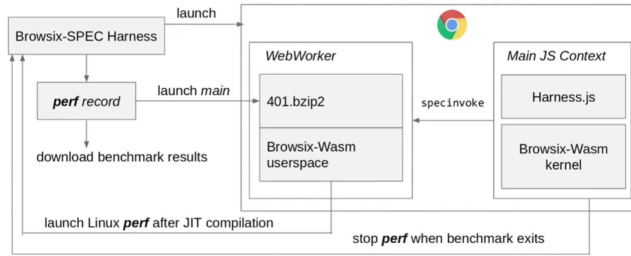 launch
Browsix-SPEC Harness
WebWorker
Main JS Context
perf record
launch main
401.bzip2
specinvoke
Harness.js
Browsix-Wasm
userspace
Browsix-Wasm
kernel
download benchmark results
launch Linux perf after JIT compilation
stop perf when benchmark exits